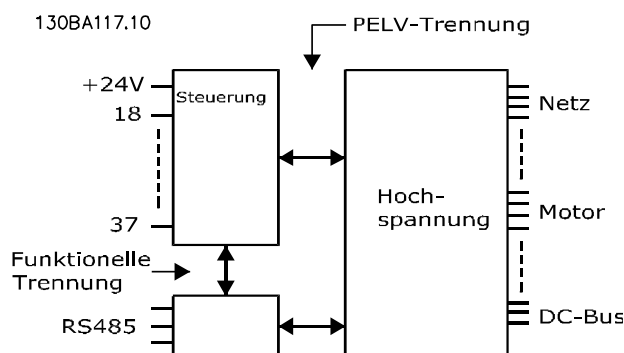 130BA117.10
PELV-Trennung
+24V
Steuerung
18
Netz
Hoch-
spannung
37
Motor
Funktionelle
Trennung
RS485
DC-Bus